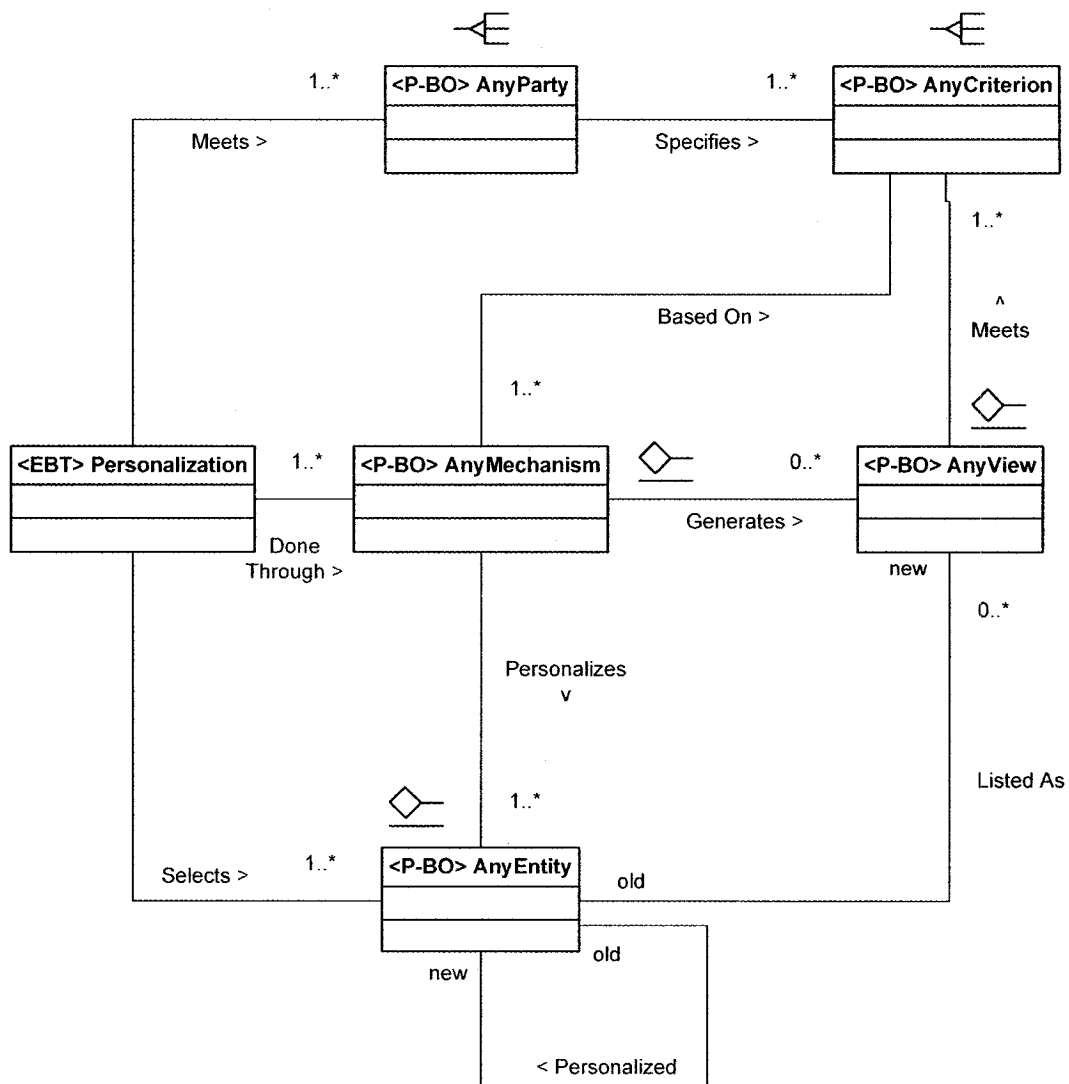 1..*
<P-BO> AnyParty
1..*
<P-BO> AnyCriterion
Meets >
Specifies >
1..*
Based On >
^
Meets
1..*
<EBT> Personalization
1..*
<P-BO> AnyMechanism
0..*
<P-BO> AnyView
Done
Through >
Generates >
new
0..*
Personalizes
v
Listed As
1..*
Selects >
1..*
<P-BO> AnyEntity
old
new
old
< Personalized